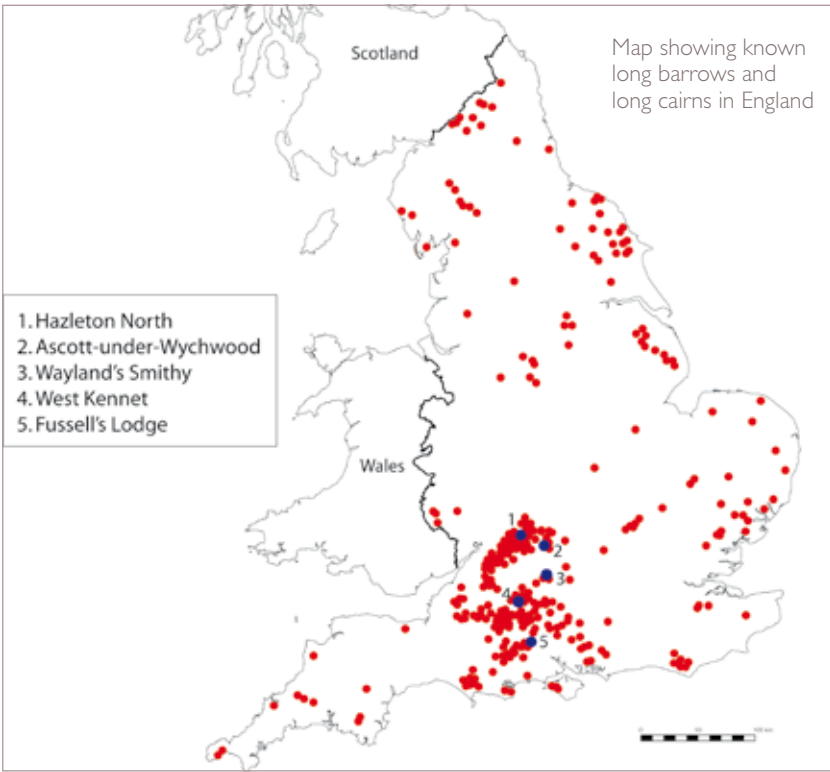 Map showing known
long barrows and
long cairns in England
Scotland
1. Hazleton North
2. Ascott-under-Wychwood
3. Wayland's Smithy
4. West Kennet
5. Fussell's Lodge
Wales
1
2
3
4
5